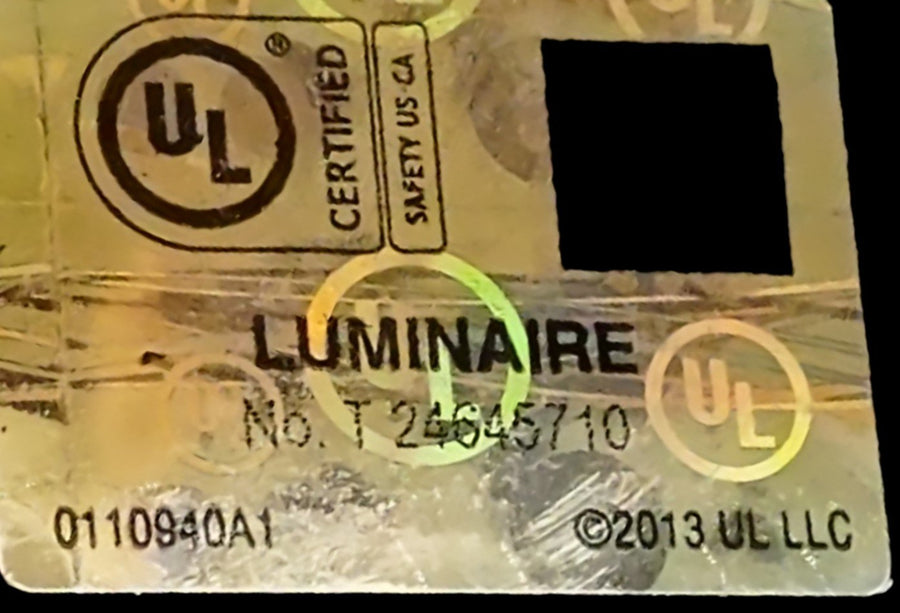 UL ®
CERTIFIED
SAFETY US CA
LUMINAIRE
No. T 24645710
UL
0110940A1
©2013 UL LLC